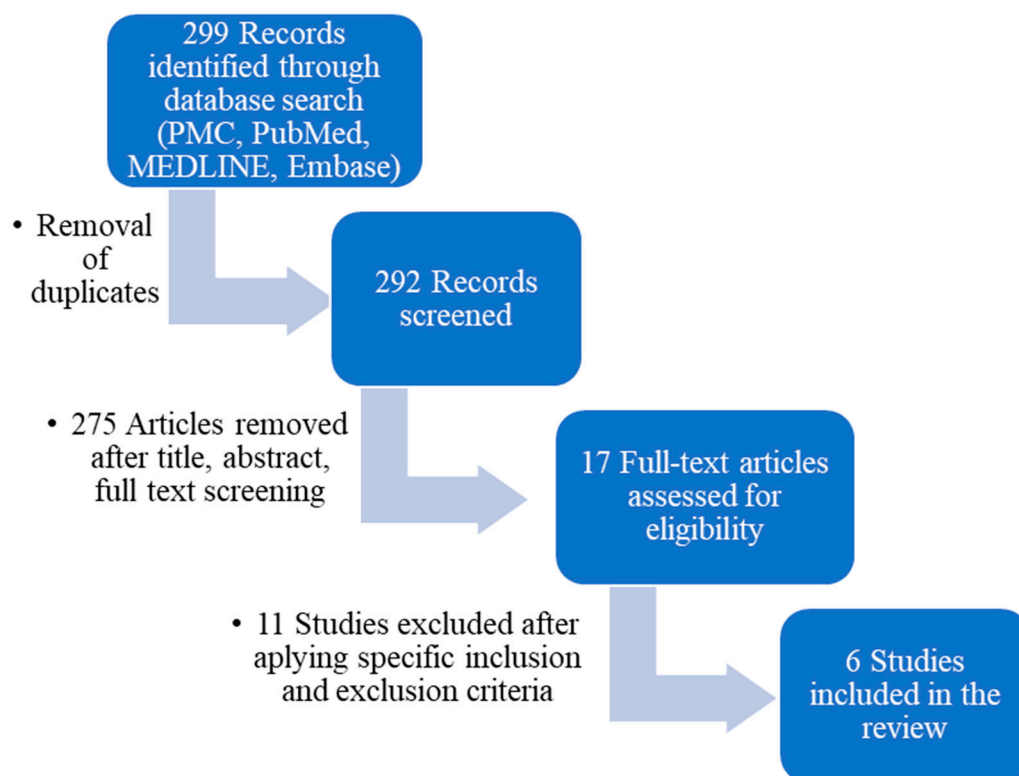 299 Records
identified through
database search
(PMC, PubMed,
MEDLINE, Embase)
• Removal
of
duplicates
292 Records
screened
• 275 Articles removed
after title, abstract,
full text screening
17 Full-text articles
assessed for
eligibility
• 11 Studies excluded after
aplying specific inclusion
and exclusion criteria
6 Studies
included in the
review